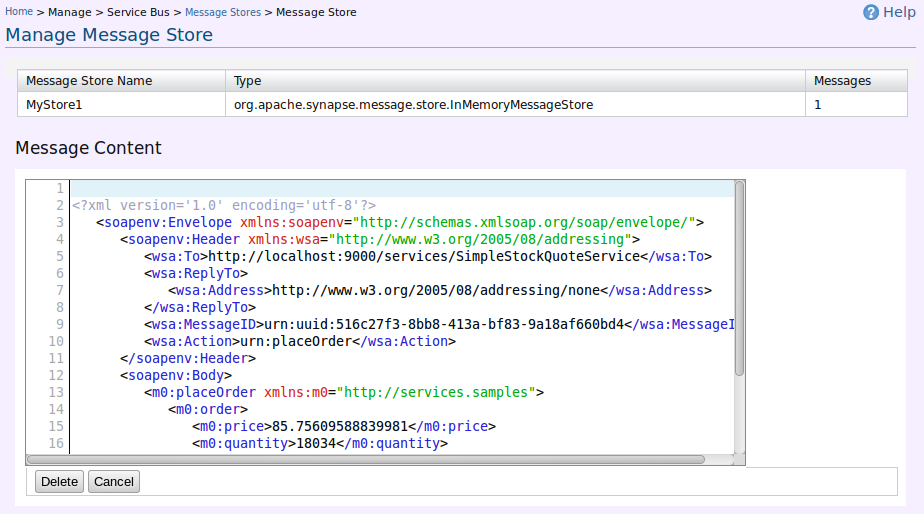 Home > Manage > Service Bus > Message Stores > Message Store
Help
Manage Message Store
Message Store Name Type Messages
MyStore1 org.apache.synapse.message.store.InMemoryMessageStore 1
Message Content
1
2 <?xml version='1.0' encoding='utf-8'?>
3 <soapenv:Envelope xmlns:soapenv="http://schemas.xmlsoap.org/soap/envelope/">
4 <soapenv:Header xmlns:wsa="http://www.w3.org/2005/08/addressing">
5 <wsa:To>http://localhost:9000/services/SimpleStockQuoteService</wsa:To>
6 <wsa:ReplyTo>
7 <wsa:Address>http://www.w3.org/2005/08/addressing/none</wsa:Address>
8 </wsa:ReplyTo>
9 <wsa:MessageID>urn:uuid:516c27f3-8bb8-413a-bf83-9a18af660bd4</wsa:MessageI
10 <wsa:Action>urn:placeOrder</wsa:Action>
11 </soapenv:Header>
12 <soapenv:Body>
13 <m0:placeOrder xmlns:m0="http://services.samples">
14 <m0:order>
15 <m0:price>85.75609588839981</m0:price>
16 <m0:quantity>18034</m0:quantity>
Delete Cancel